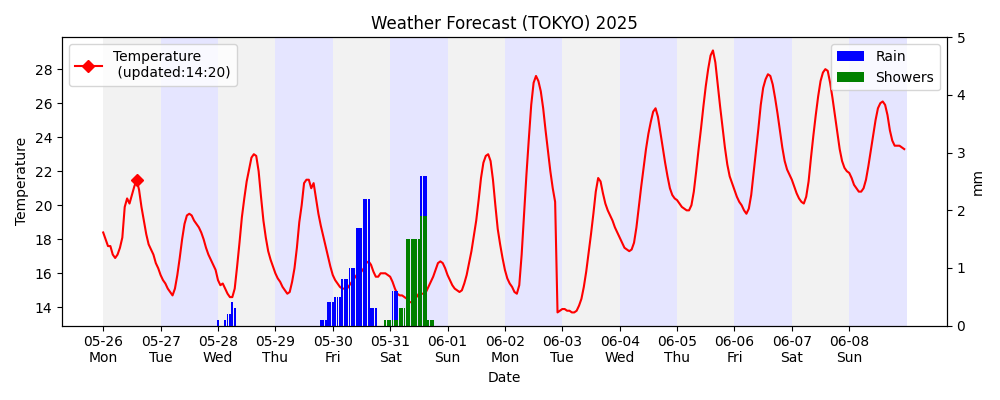 Weather Forecast (TOKYO) 2025
Temperature
(updated:14:20)
Rain
Showers
Temperature
28
26
24
22
20
18
16
14
5
4
3
2
1
0
mm
05-26 05-27 05-28 05-29 05-30 05-31 06-01 06-02 06-03 06-04 06-05 06-06 06-07 06-08
Mon Tue Wed Thu Fri Sat Sun Mon Tue Wed Thu Fri Sat Sun
Date